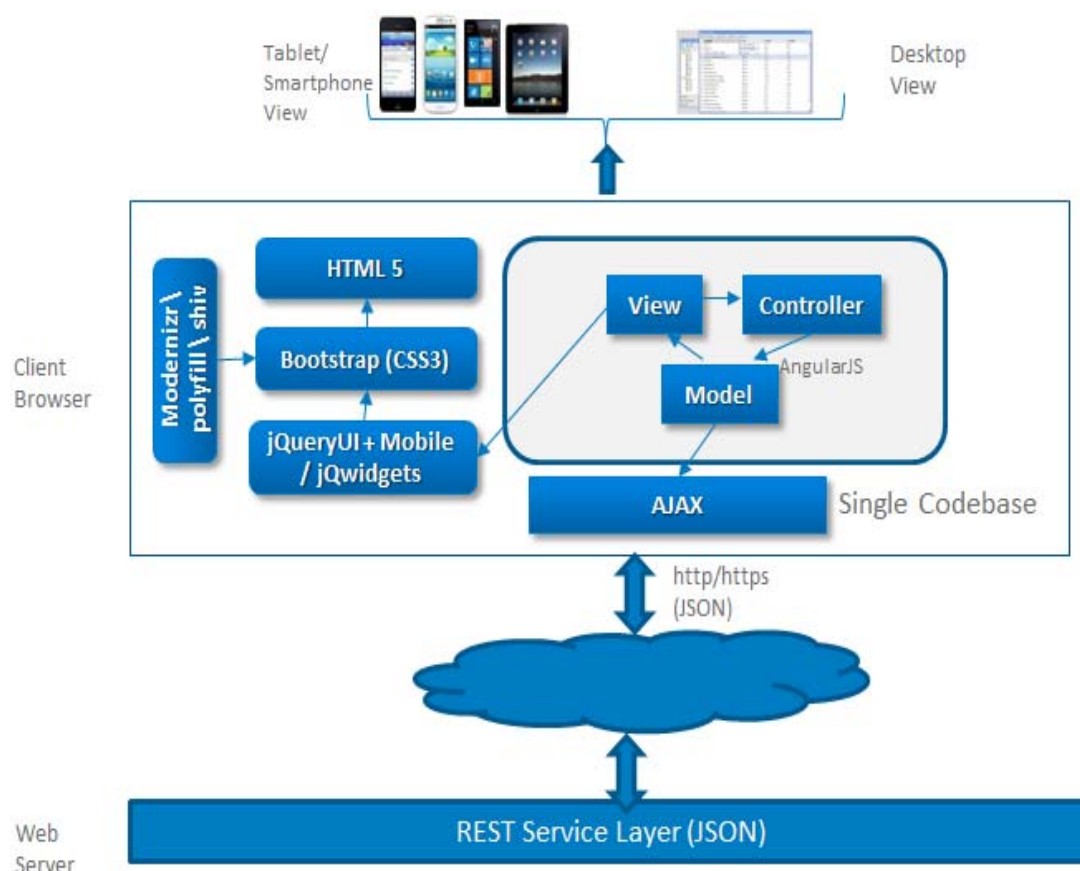 Tablet/
Smartphone
View
Desktop
View
Client
Browser
Modernizr \
polyfill \ shiv
HTML 5
Bootstrap (CSS3)
jQueryUI + Mobile
/ jQwidgets
View
Controller
AngularJS
Model
AJAX
Single Codebase
http/https
(JSON)
Web
Server
REST Service Layer (JSON)